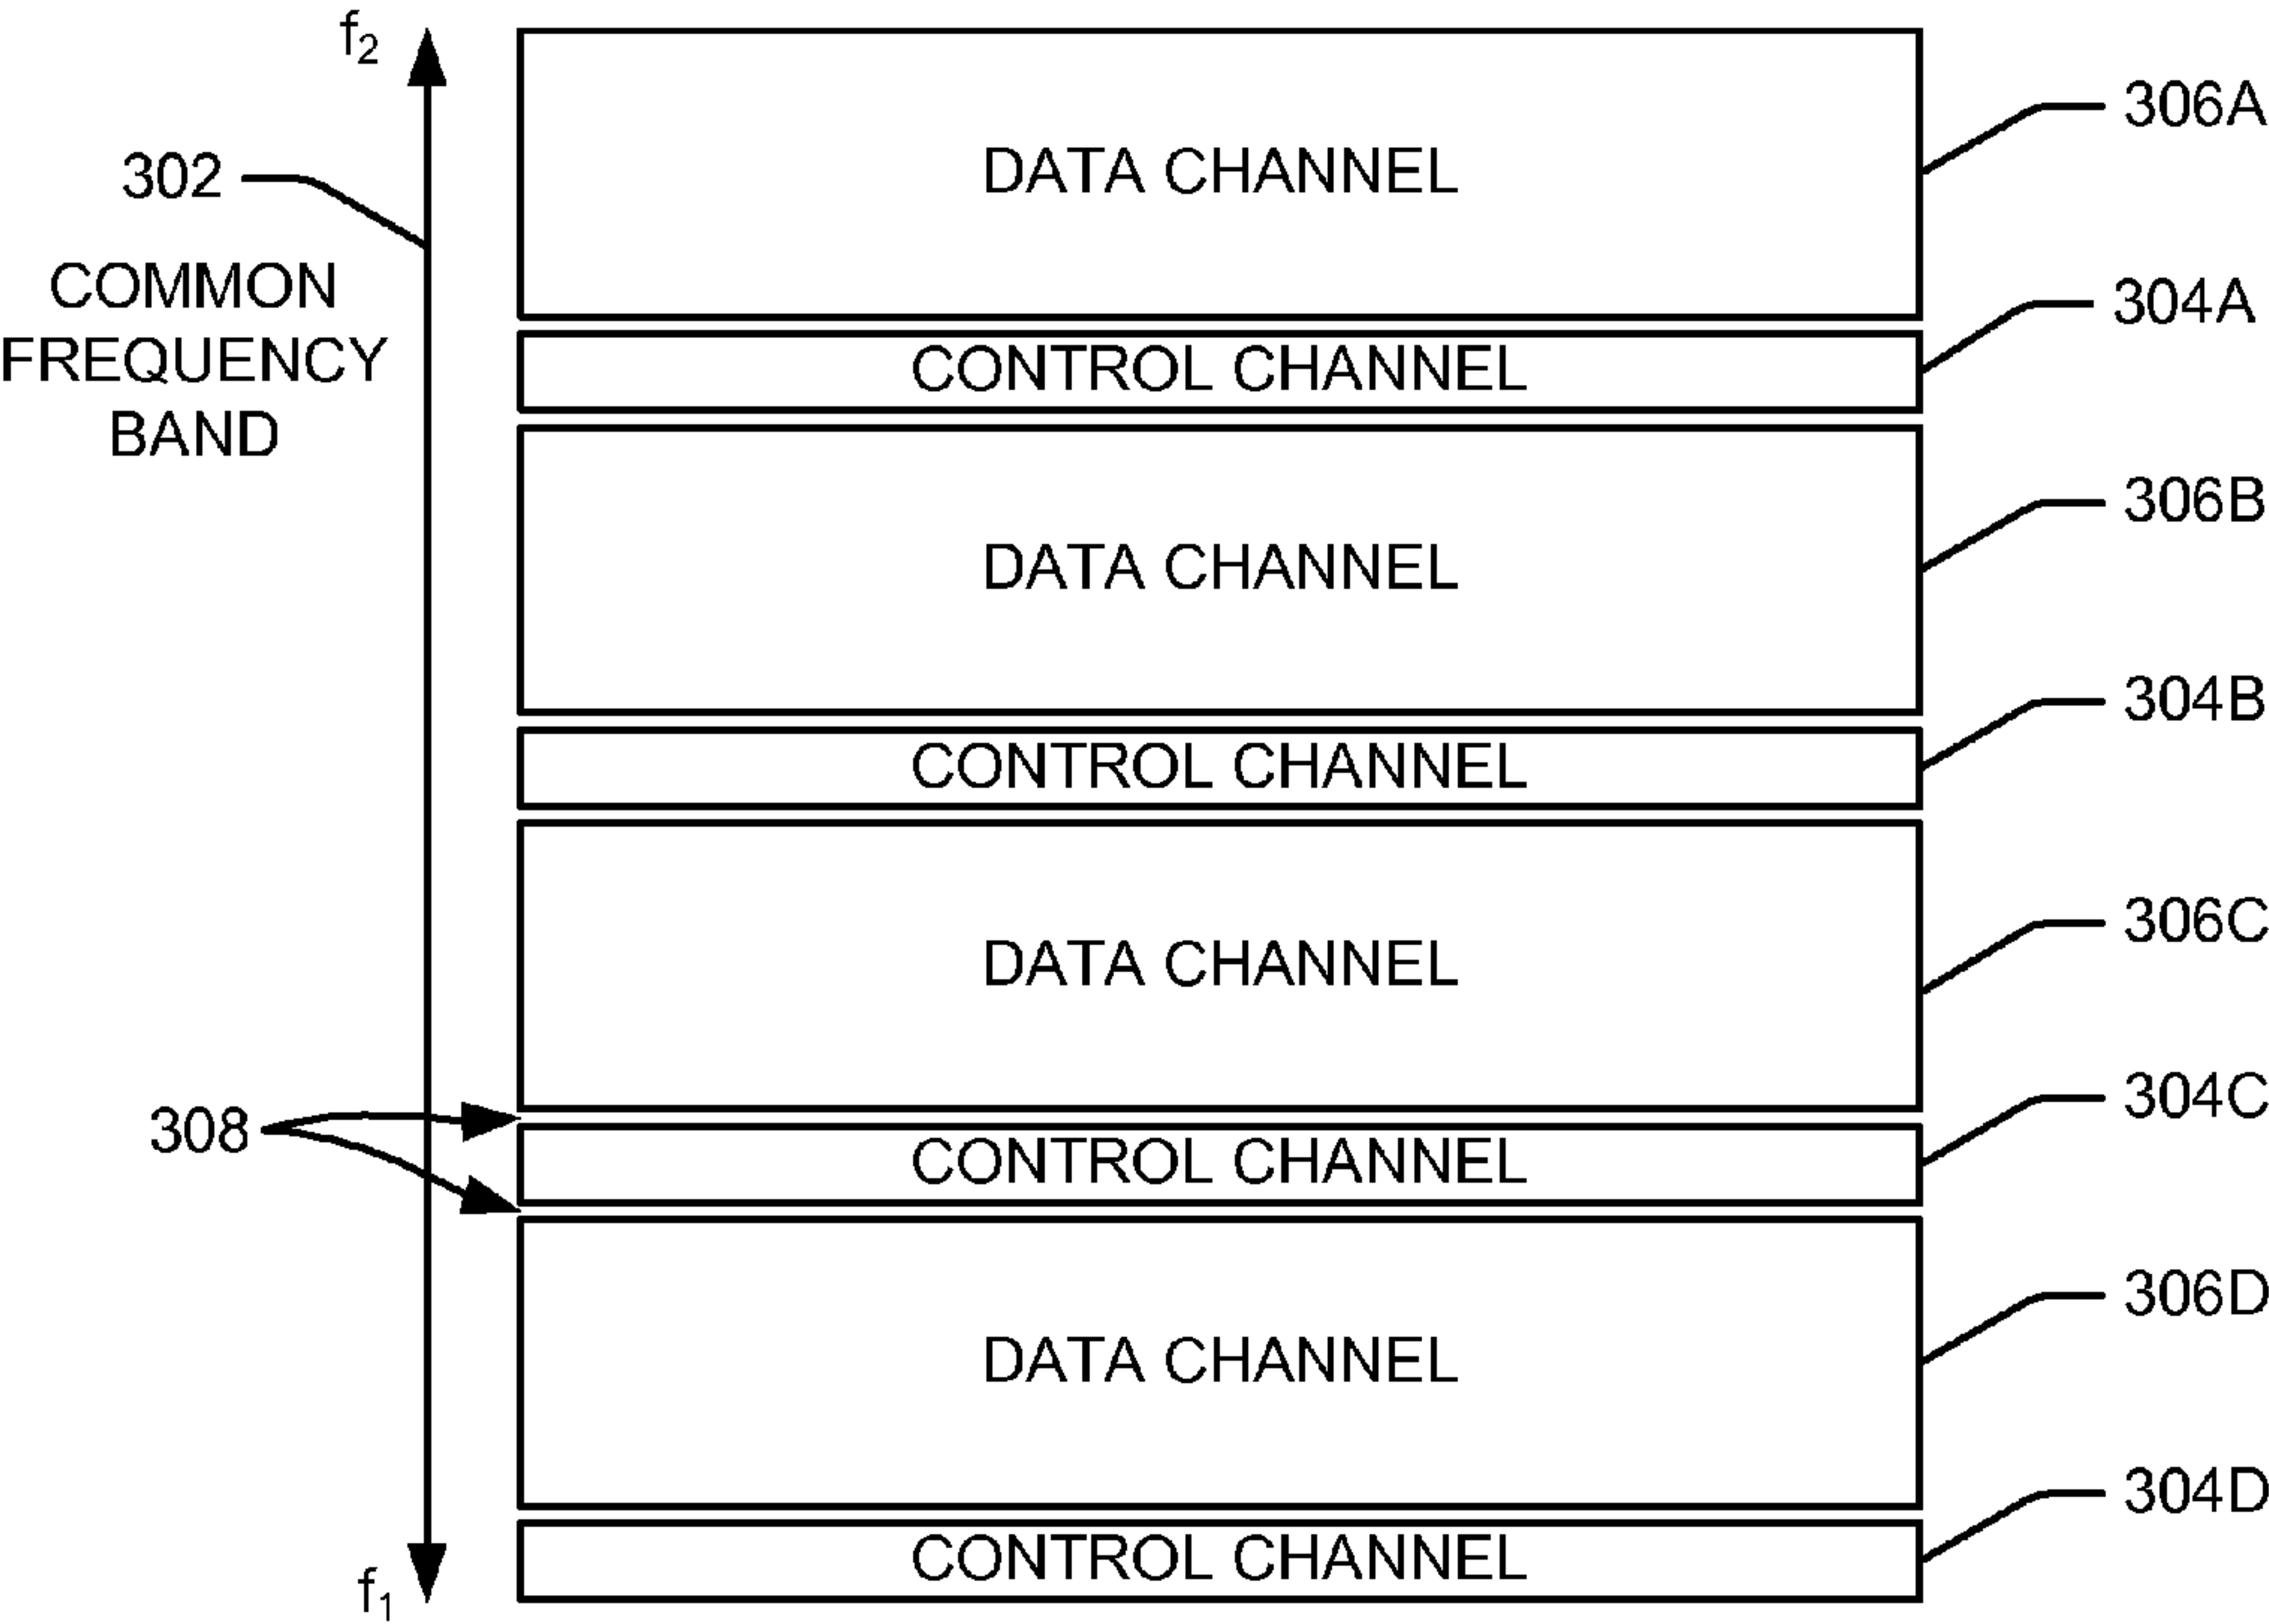 f2
302
COMMON
FREQUENCY
BAND
DATA CHANNEL
306A
CONTROL CHANNEL
304A
DATA CHANNEL
306B
CONTROL CHANNEL
304B
DATA CHANNEL
306C
308
CONTROL CHANNEL
304C
DATA CHANNEL
306D
CONTROL CHANNEL
304D
f1